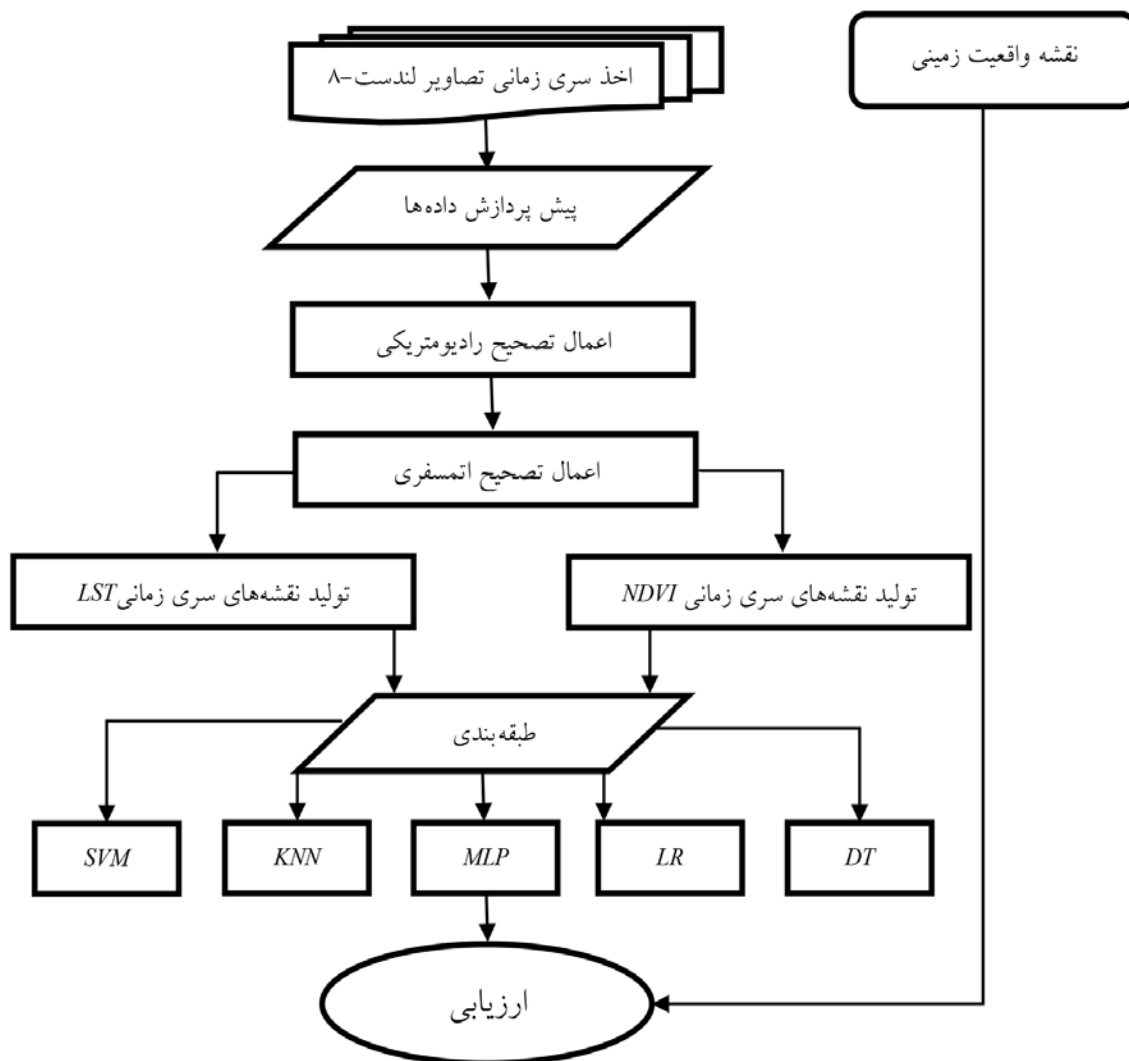 اخذ سری زمانی تصاویر لندست-۸
نقشه واقعیت زمینی
پیش پردازش داده‌ها
اعمال تصحیح رادیومتریکی
اعمال تصحیح اتمسفری
تولید نقشه‌های سری زمانی NDVI
تولید نقشه‌های سری زمانیLST
طبقه‌بندی
SVM
KNN
MLP
LR
DT
ارزیابی